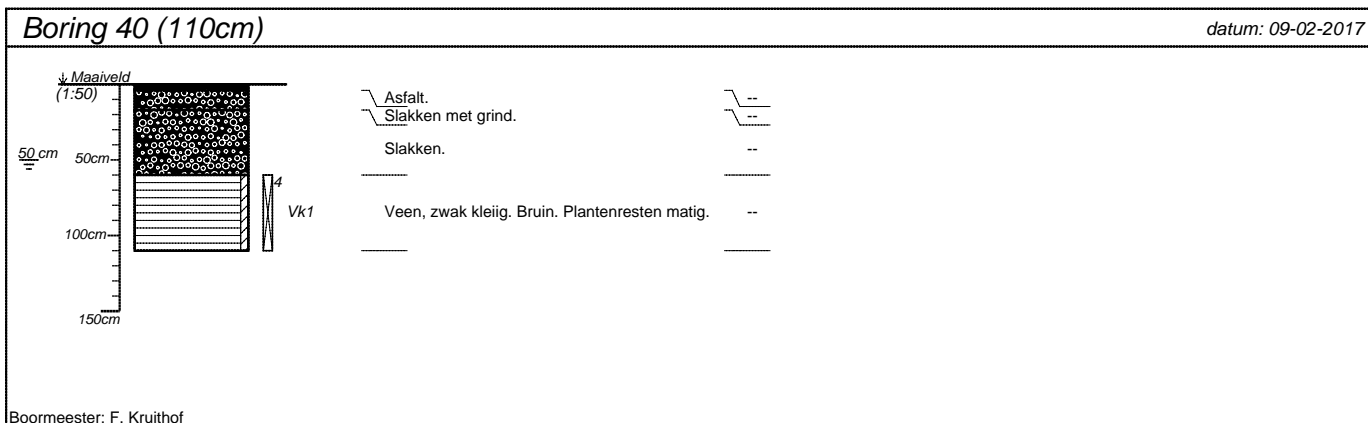 Boring 40 (110cm) datum: 09-02-2017
Maaiveld
(1:50)
Asfalt. --
Slakken met grind. --
50 cm 50cm Slakken. --
4
Vk1 Veen, zwak kleiig. Bruin. Plantenresten matig. --
100cm
150cm
Boormeester: F. Kruithof